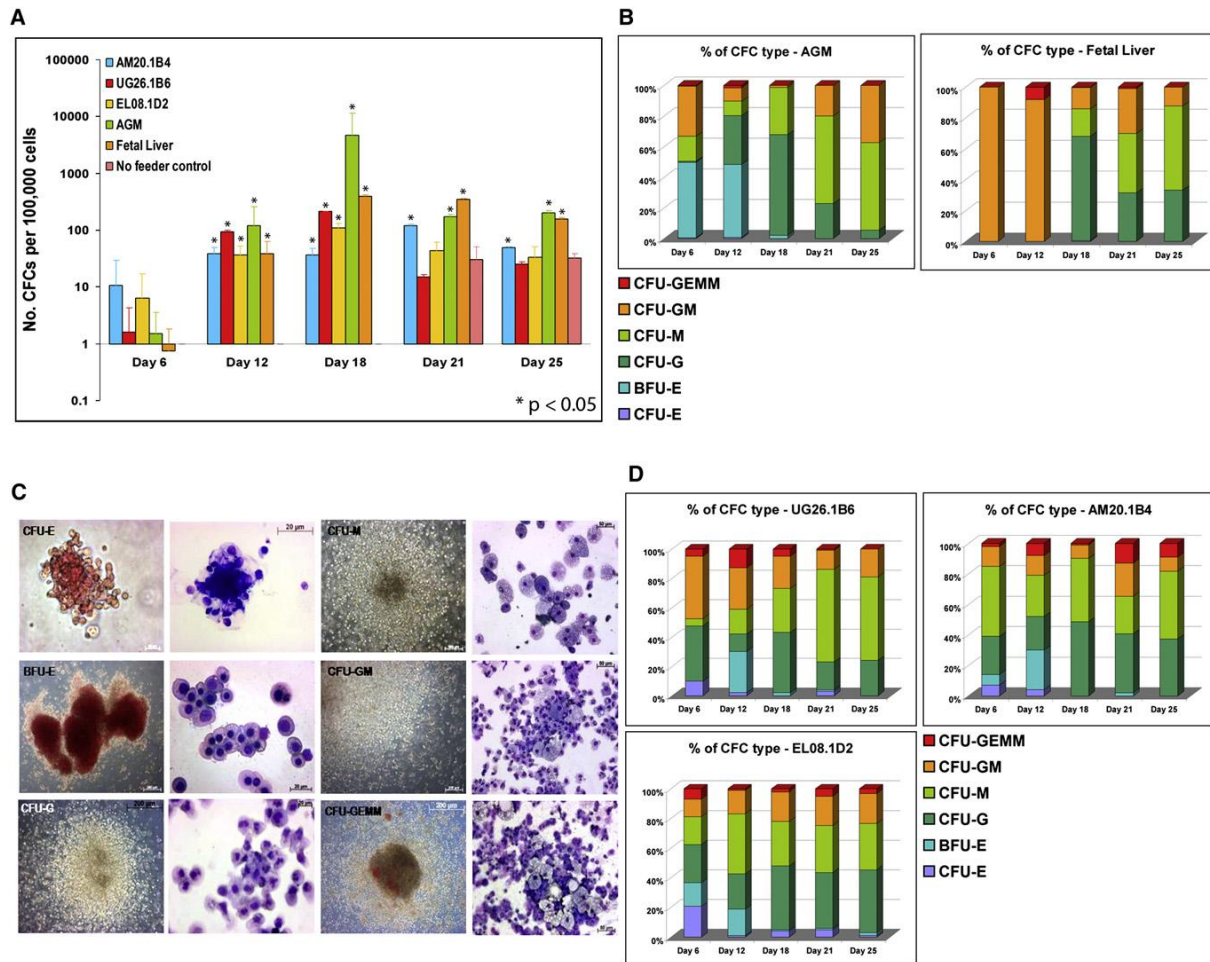 A
100000
10000
1000
100
10
1
0.1
No. CFCs per 100,000 cells
AM20.1B4
UG26.1B6
EL08.1D2
AGM
Fetal Liver
No feeder control
* * * * *
* * * * *
* * *
* * *
Day 6 Day 12 Day 18 Day 21 Day 25
* p < 0.05
B
% of CFC type - AGM
100%
80%
60%
40%
20%
0%
Day 6 Day 12 Day 18 Day 21 Day 25
% of CFC type - Fetal Liver
100%
80%
60%
40%
20%
0%
Day 6 Day 12 Day 18 Day 21 Day 25
CFU-GEMM
CFU-GM
CFU-M
CFU-G
BFU-E
CFU-E
C
CFU-E
20 µm
CFU-M
BFU-E
CFU-GM
CFU-G
200 µm
CFU-GEMM
200 µm
D
% of CFC type - UG26.1B6
100%
80%
60%
40%
20%
0%
Day 6 Day 12 Day 18 Day 21 Day 25
% of CFC type - AM20.1B4
100%
80%
60%
40%
20%
0%
Day 6 Day 12 Day 18 Day 21 Day 25
% of CFC type - EL08.1D2
100%
80%
60%
40%
20%
0%
Day 6 Day 12 Day 18 Day 21 Day 25
CFU-GEMM
CFU-GM
CFU-M
CFU-G
BFU-E
CFU-E